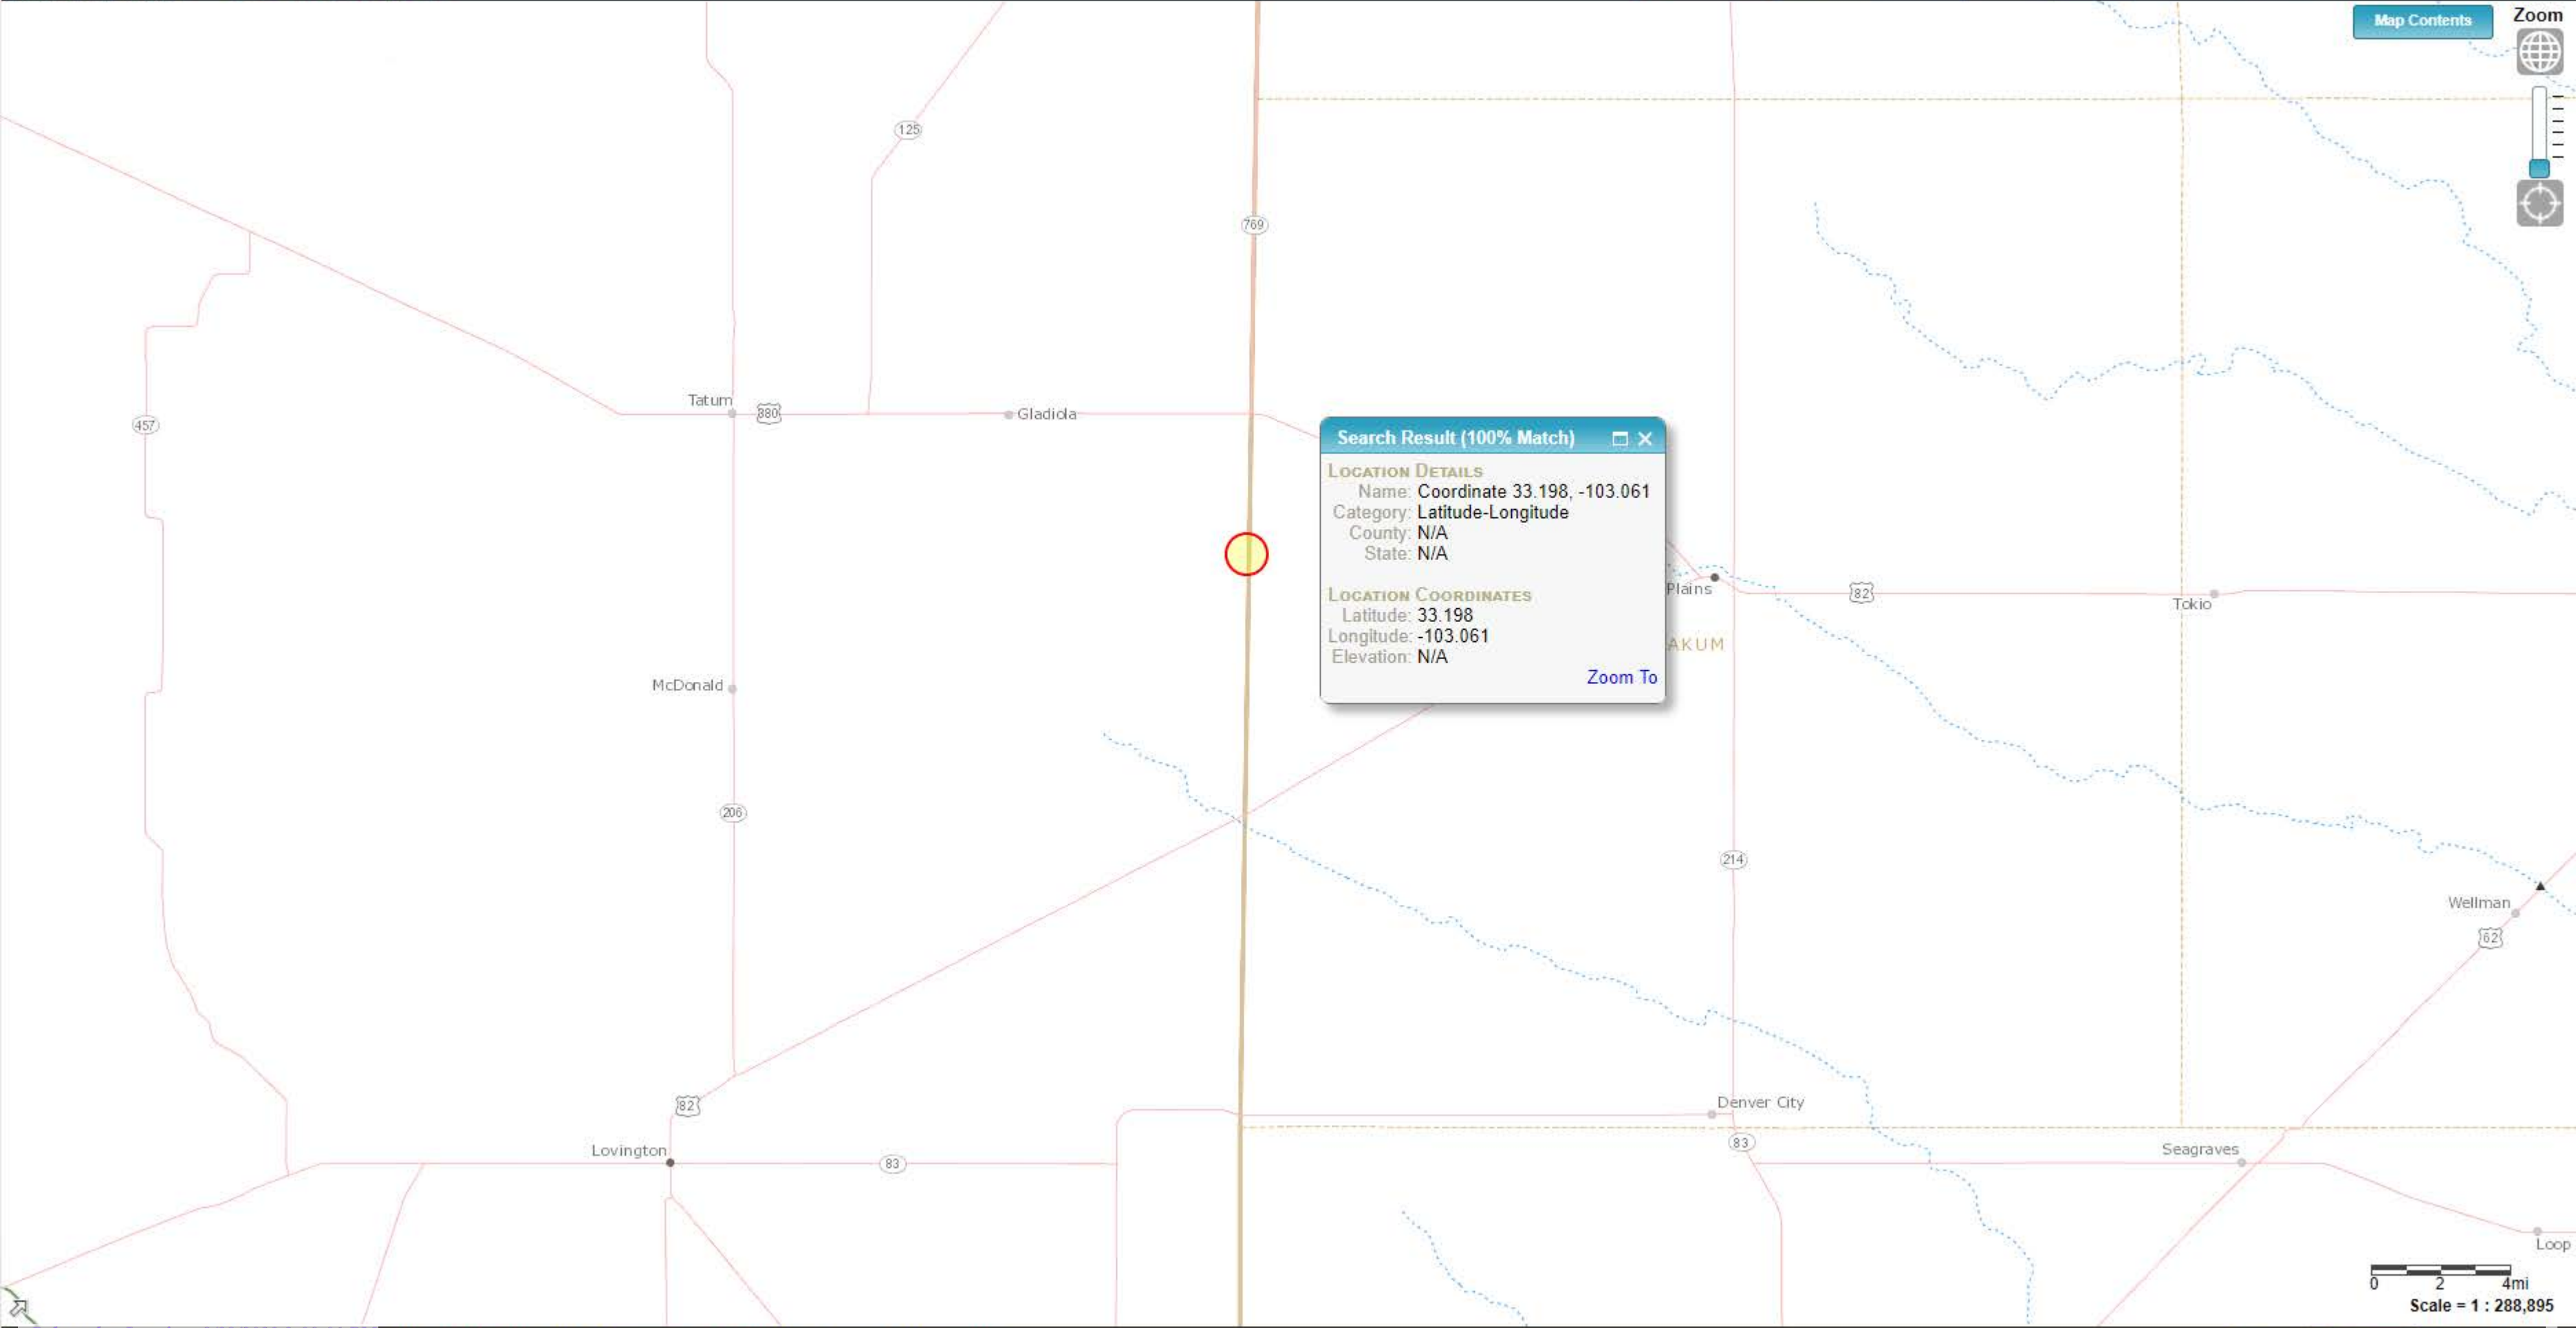 Map Contents
Zoom
125
769
Tatum
380
Gladiola
457
Search Result (100% Match)
LOCATION DETAILS
Name: Coordinate 33.198, -103.061
Category: Latitude-Longitude
County: N/A
State: N/A
LOCATION COORDINATES
Latitude: 33.198
Longitude: -103.061
Elevation: N/A
Zoom To
Plains
82
Tokio
AKUM
McDonald
206
214
Wellman
62
82
Denver City
83
Lovington
83
Seagraves
Loop
0 2 4mi
Scale = 1 : 288,895